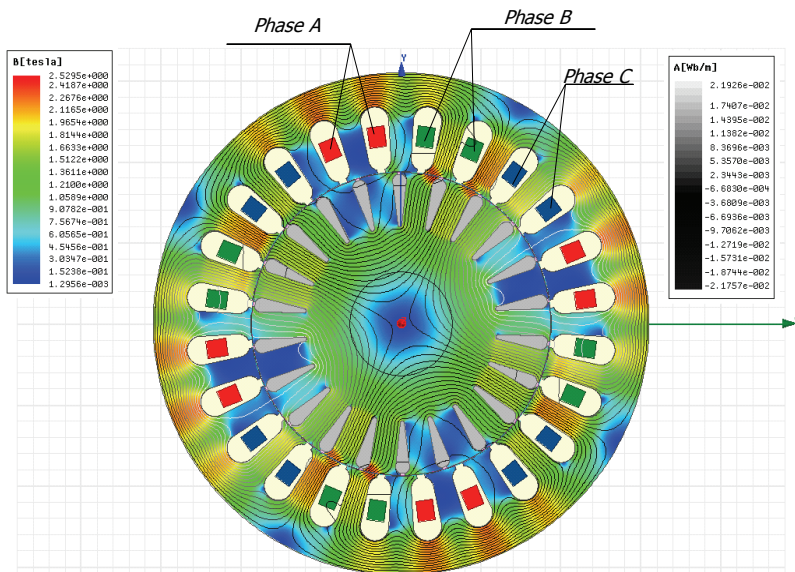 Phase A
Phase B
Phase C
B[tesla]
2.5295e+000
2.4187e+000
2.2676e+000
2.1165e+000
1.9654e+000
1.8144e+000
1.6633e+000
1.5122e+000
1.3611e+000
1.2100e+000
1.0589e+000
9.0782e-001
7.5674e-001
6.0565e-001
4.5456e-001
3.0347e-001
1.5238e-001
1.2956e-003
Y
A[Wb/m]
2.1926e-002
1.7407e-002
1.4395e-002
1.1382e-002
8.3696e-003
5.3570e-003
2.3443e-003
-6.6830e-004
-3.6809e-003
-6.6936e-003
-9.7062e-003
-1.2719e-002
-1.5731e-002
-1.8744e-002
-2.1757e-002